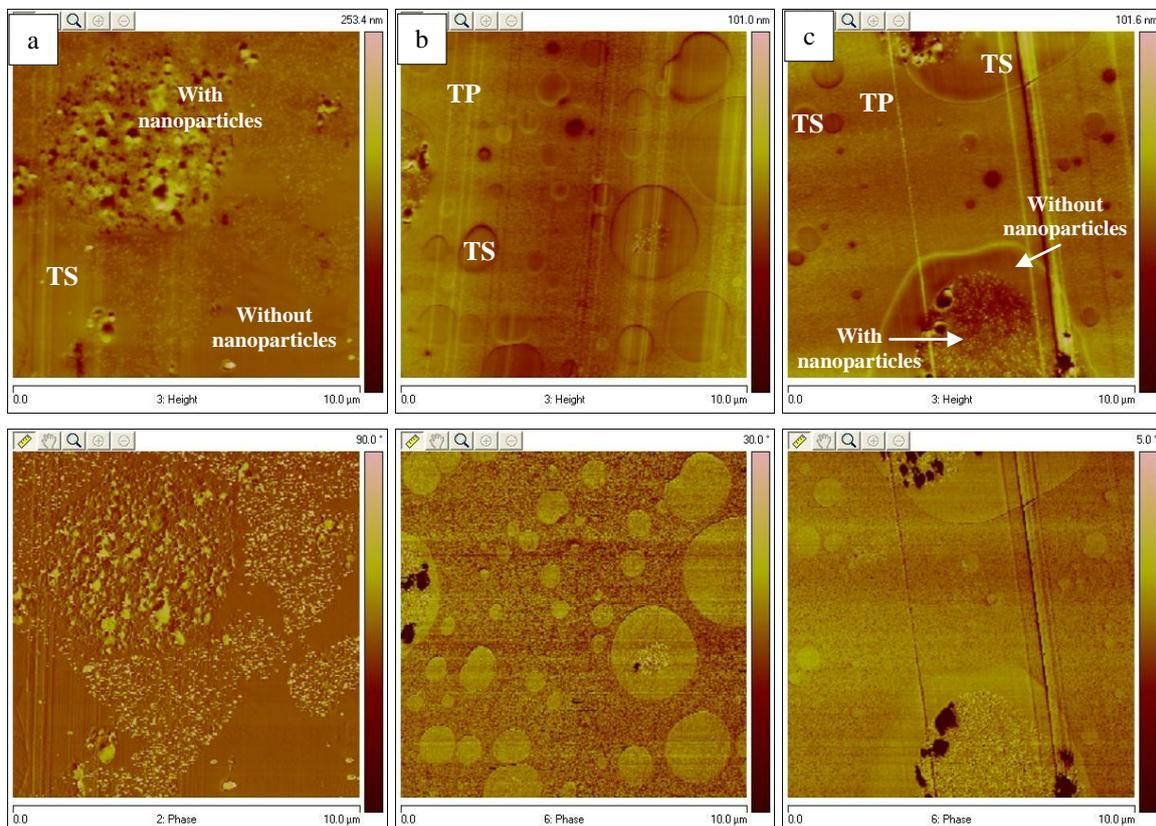 a
253.4 nm
With
nanoparticles
TS
Without
nanoparticles
0.0 3: Height 10.0 µm
b
101.0 nm
TP
TS
0.0 3: Height 10.0 µm
c
101.6 nm
TS
TP
TS
Without
nanoparticles
With
nanoparticles
0.0 3: Height 10.0 µm
90.0 °
0.0 2: Phase 10.0 µm
30.0 °
0.0 6: Phase 10.0 µm
5.0 °
0.0 6: Phase 10.0 µm